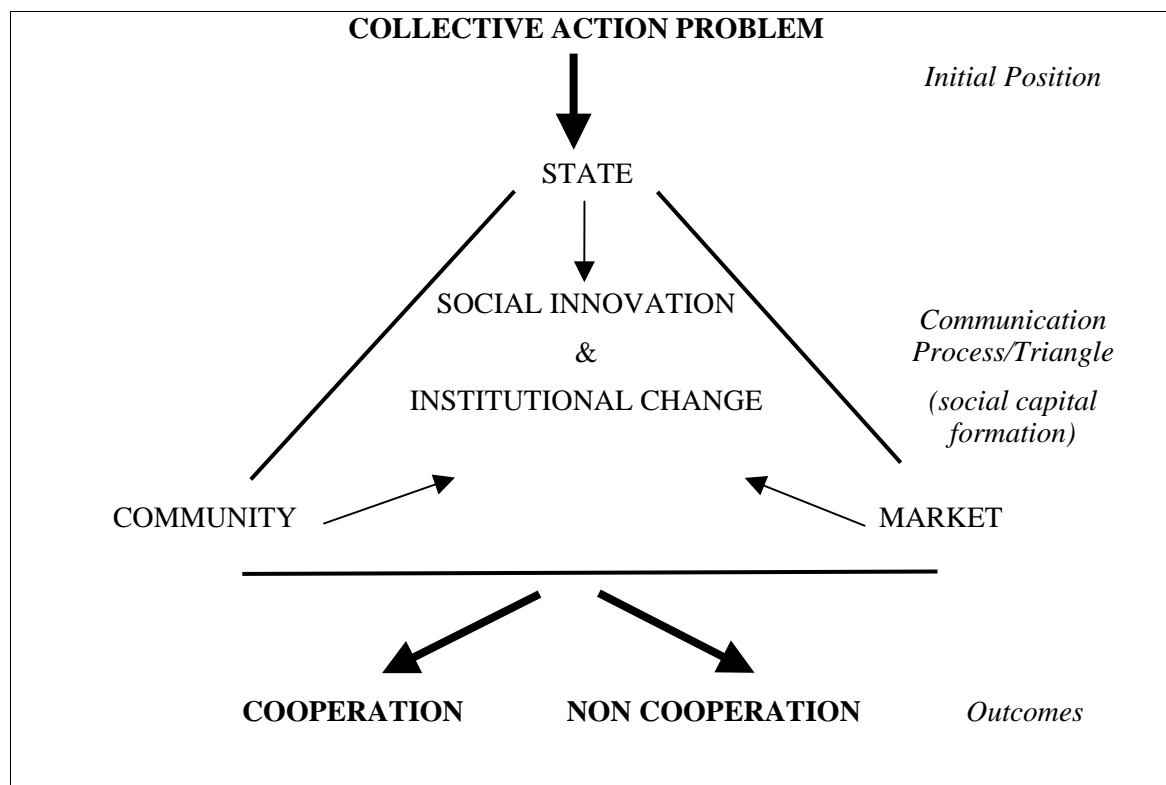 COLLECTIVE ACTION PROBLEM
Initial Position
STATE
SOCIAL INNOVATION
&
INSTITUTIONAL CHANGE
Communication
Process/Triangle
(social capital
formation)
COMMUNITY
MARKET
COOPERATION
NON COOPERATION
Outcomes